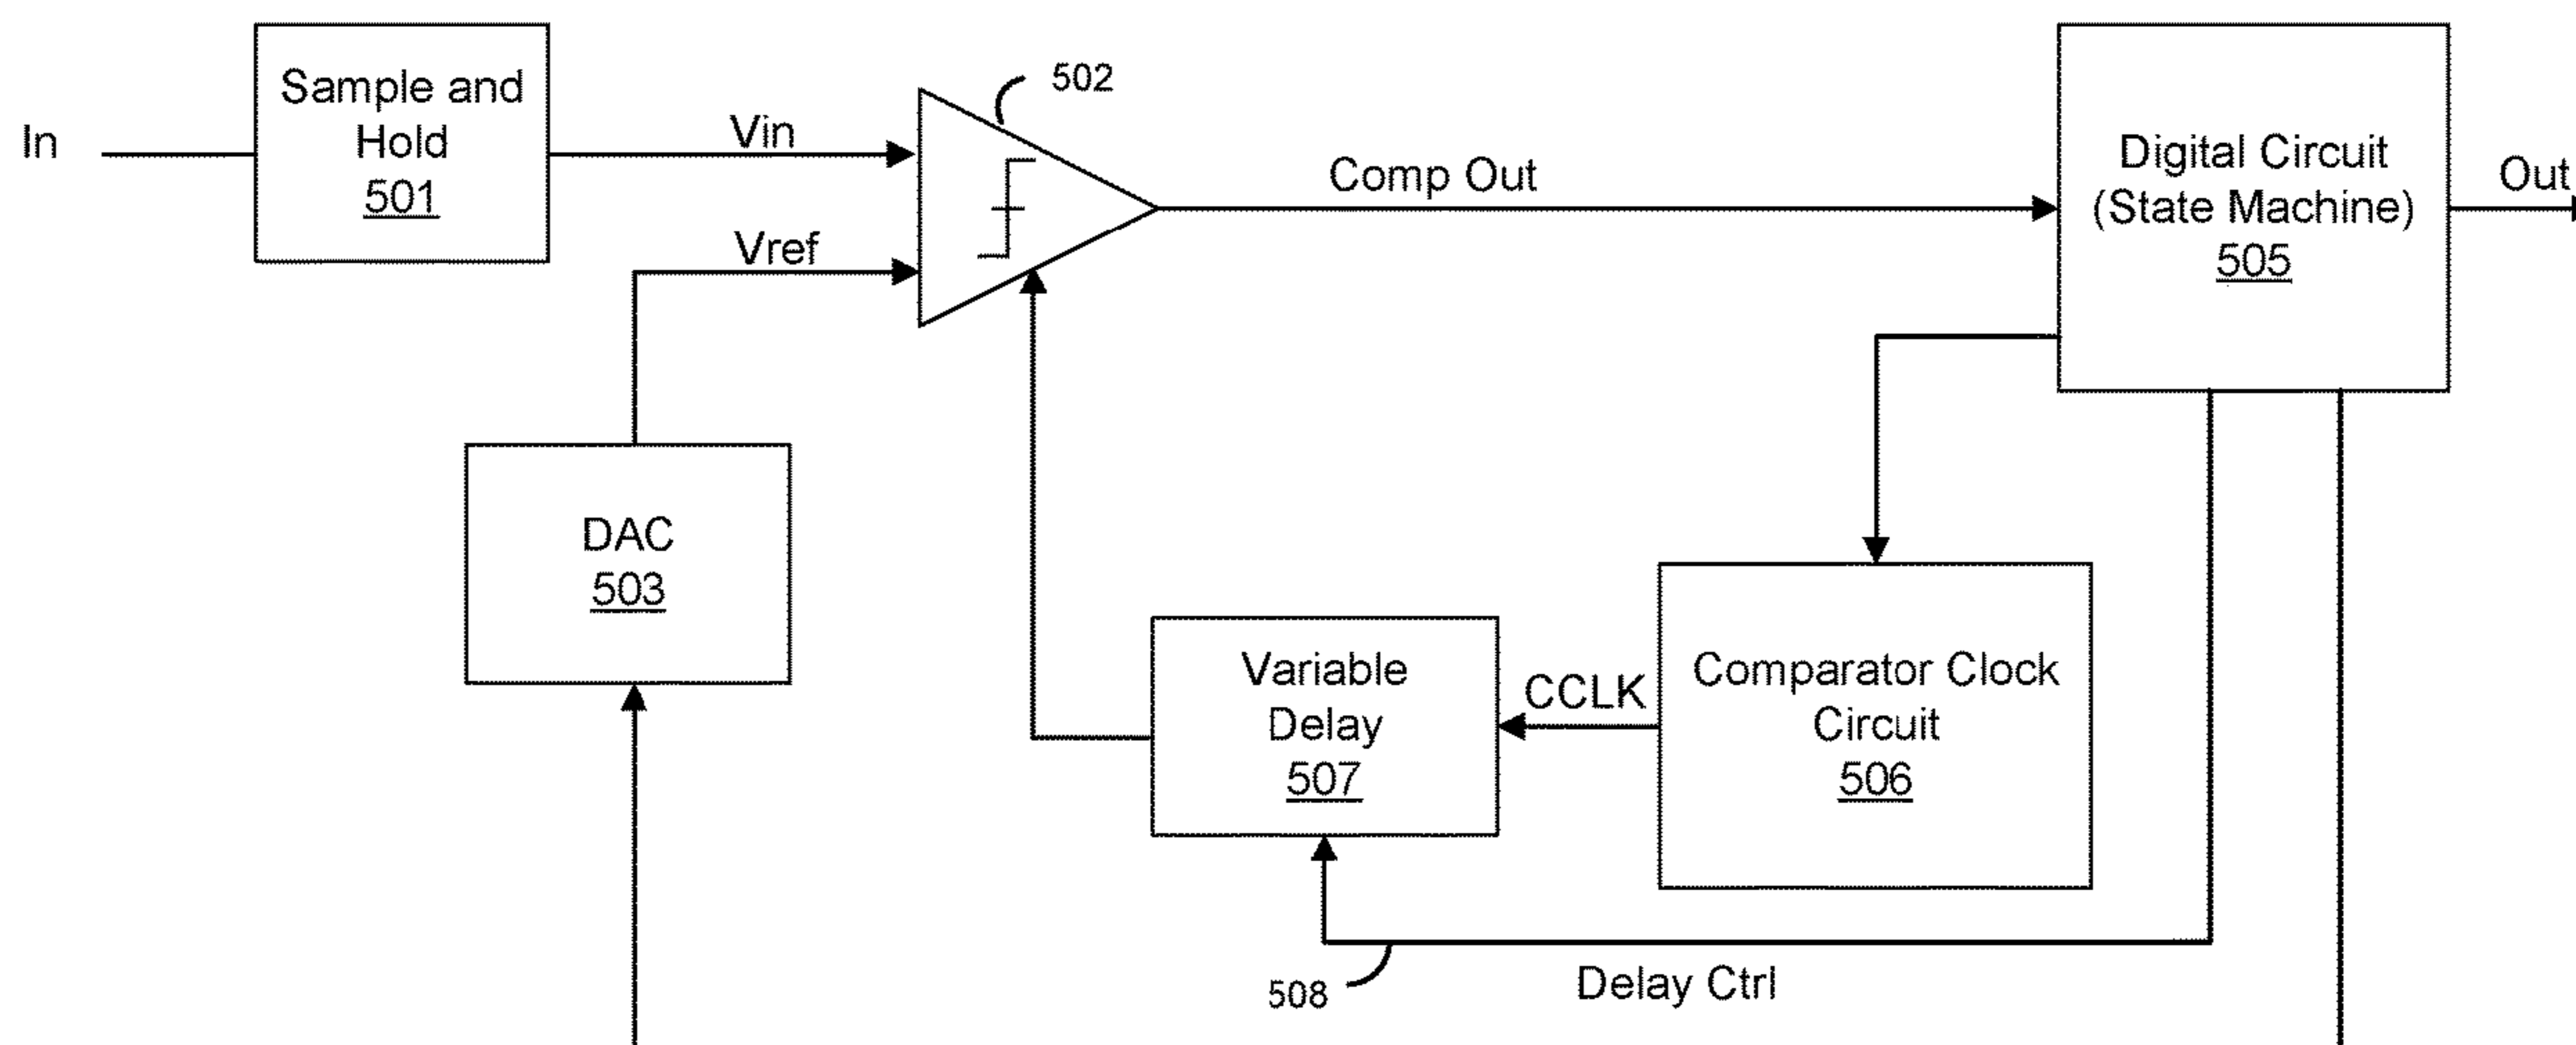 In
Sample and
Hold
501
Vin
Vref
502
Comp Out
Digital Circuit
(State Machine)
505
Out
DAC
503
Variable
Delay
507
CCLK
Comparator Clock
Circuit
506
508
Delay Ctrl